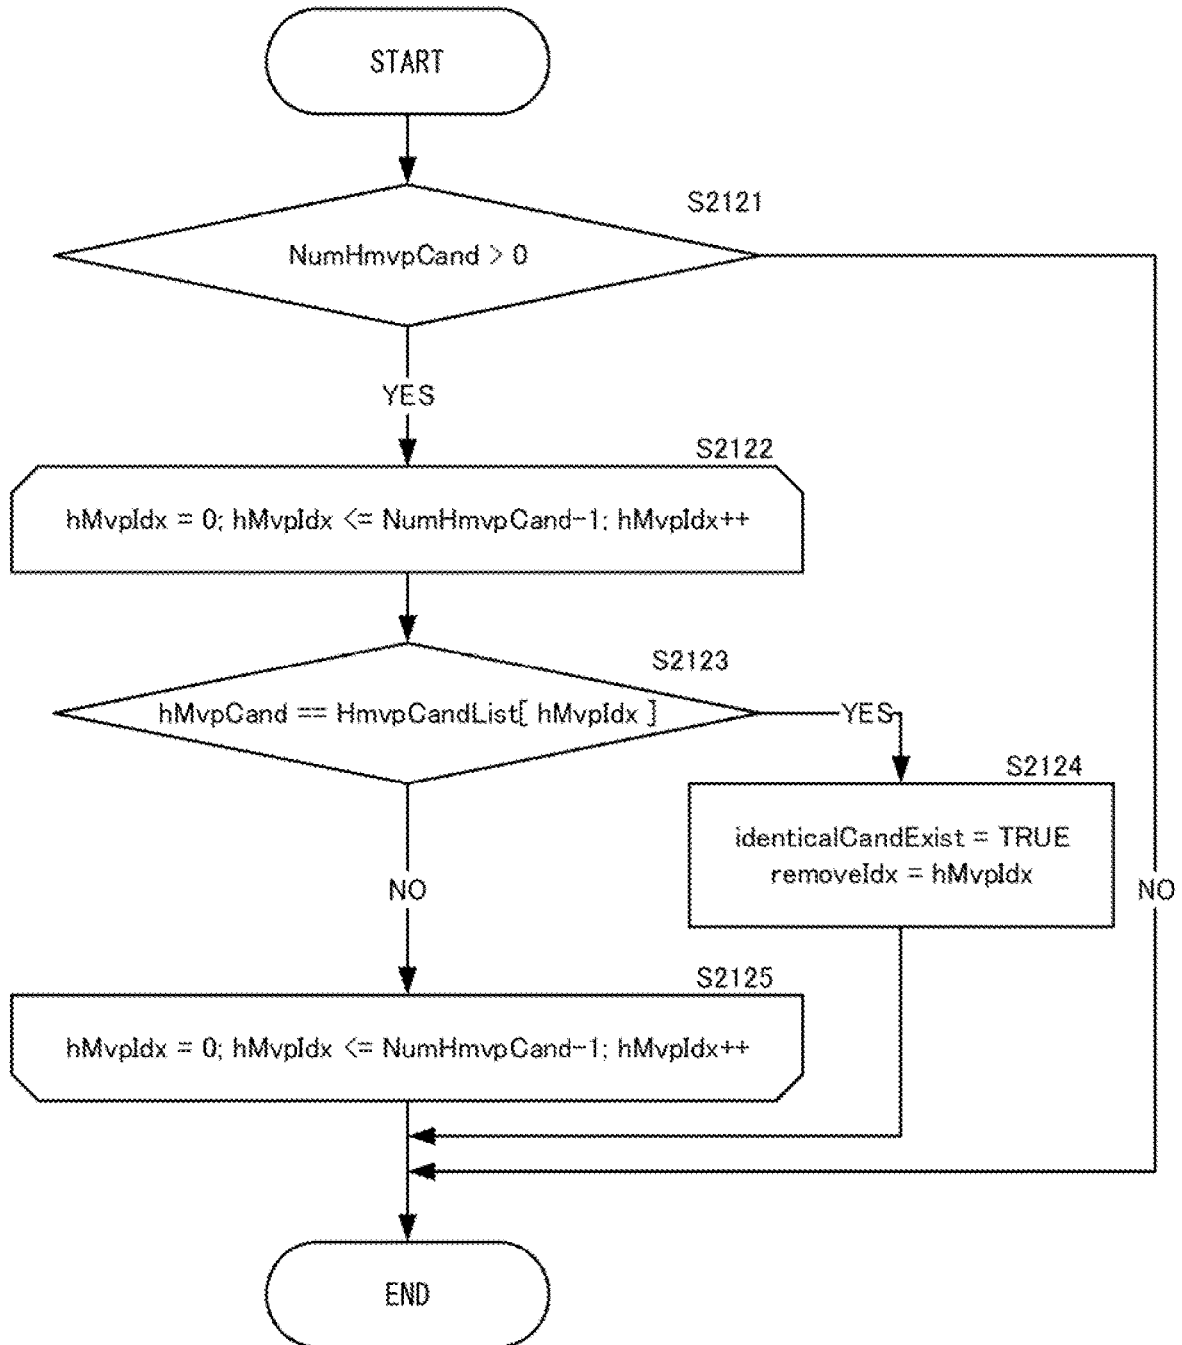 START
S2121
NumHmvpCand > 0
YES
S2122
hMvpIdx = 0; hMvpIdx <= NumHmvpCand-1; hMvpIdx++
S2123
hMvpCand == HmvpCandList[ hMvpIdx ]
YES
S2124
identicalCandExist = TRUE
removeIdx = hMvpIdx
NO
NO
S2125
hMvpIdx = 0; hMvpIdx <= NumHmvpCand-1; hMvpIdx++
END